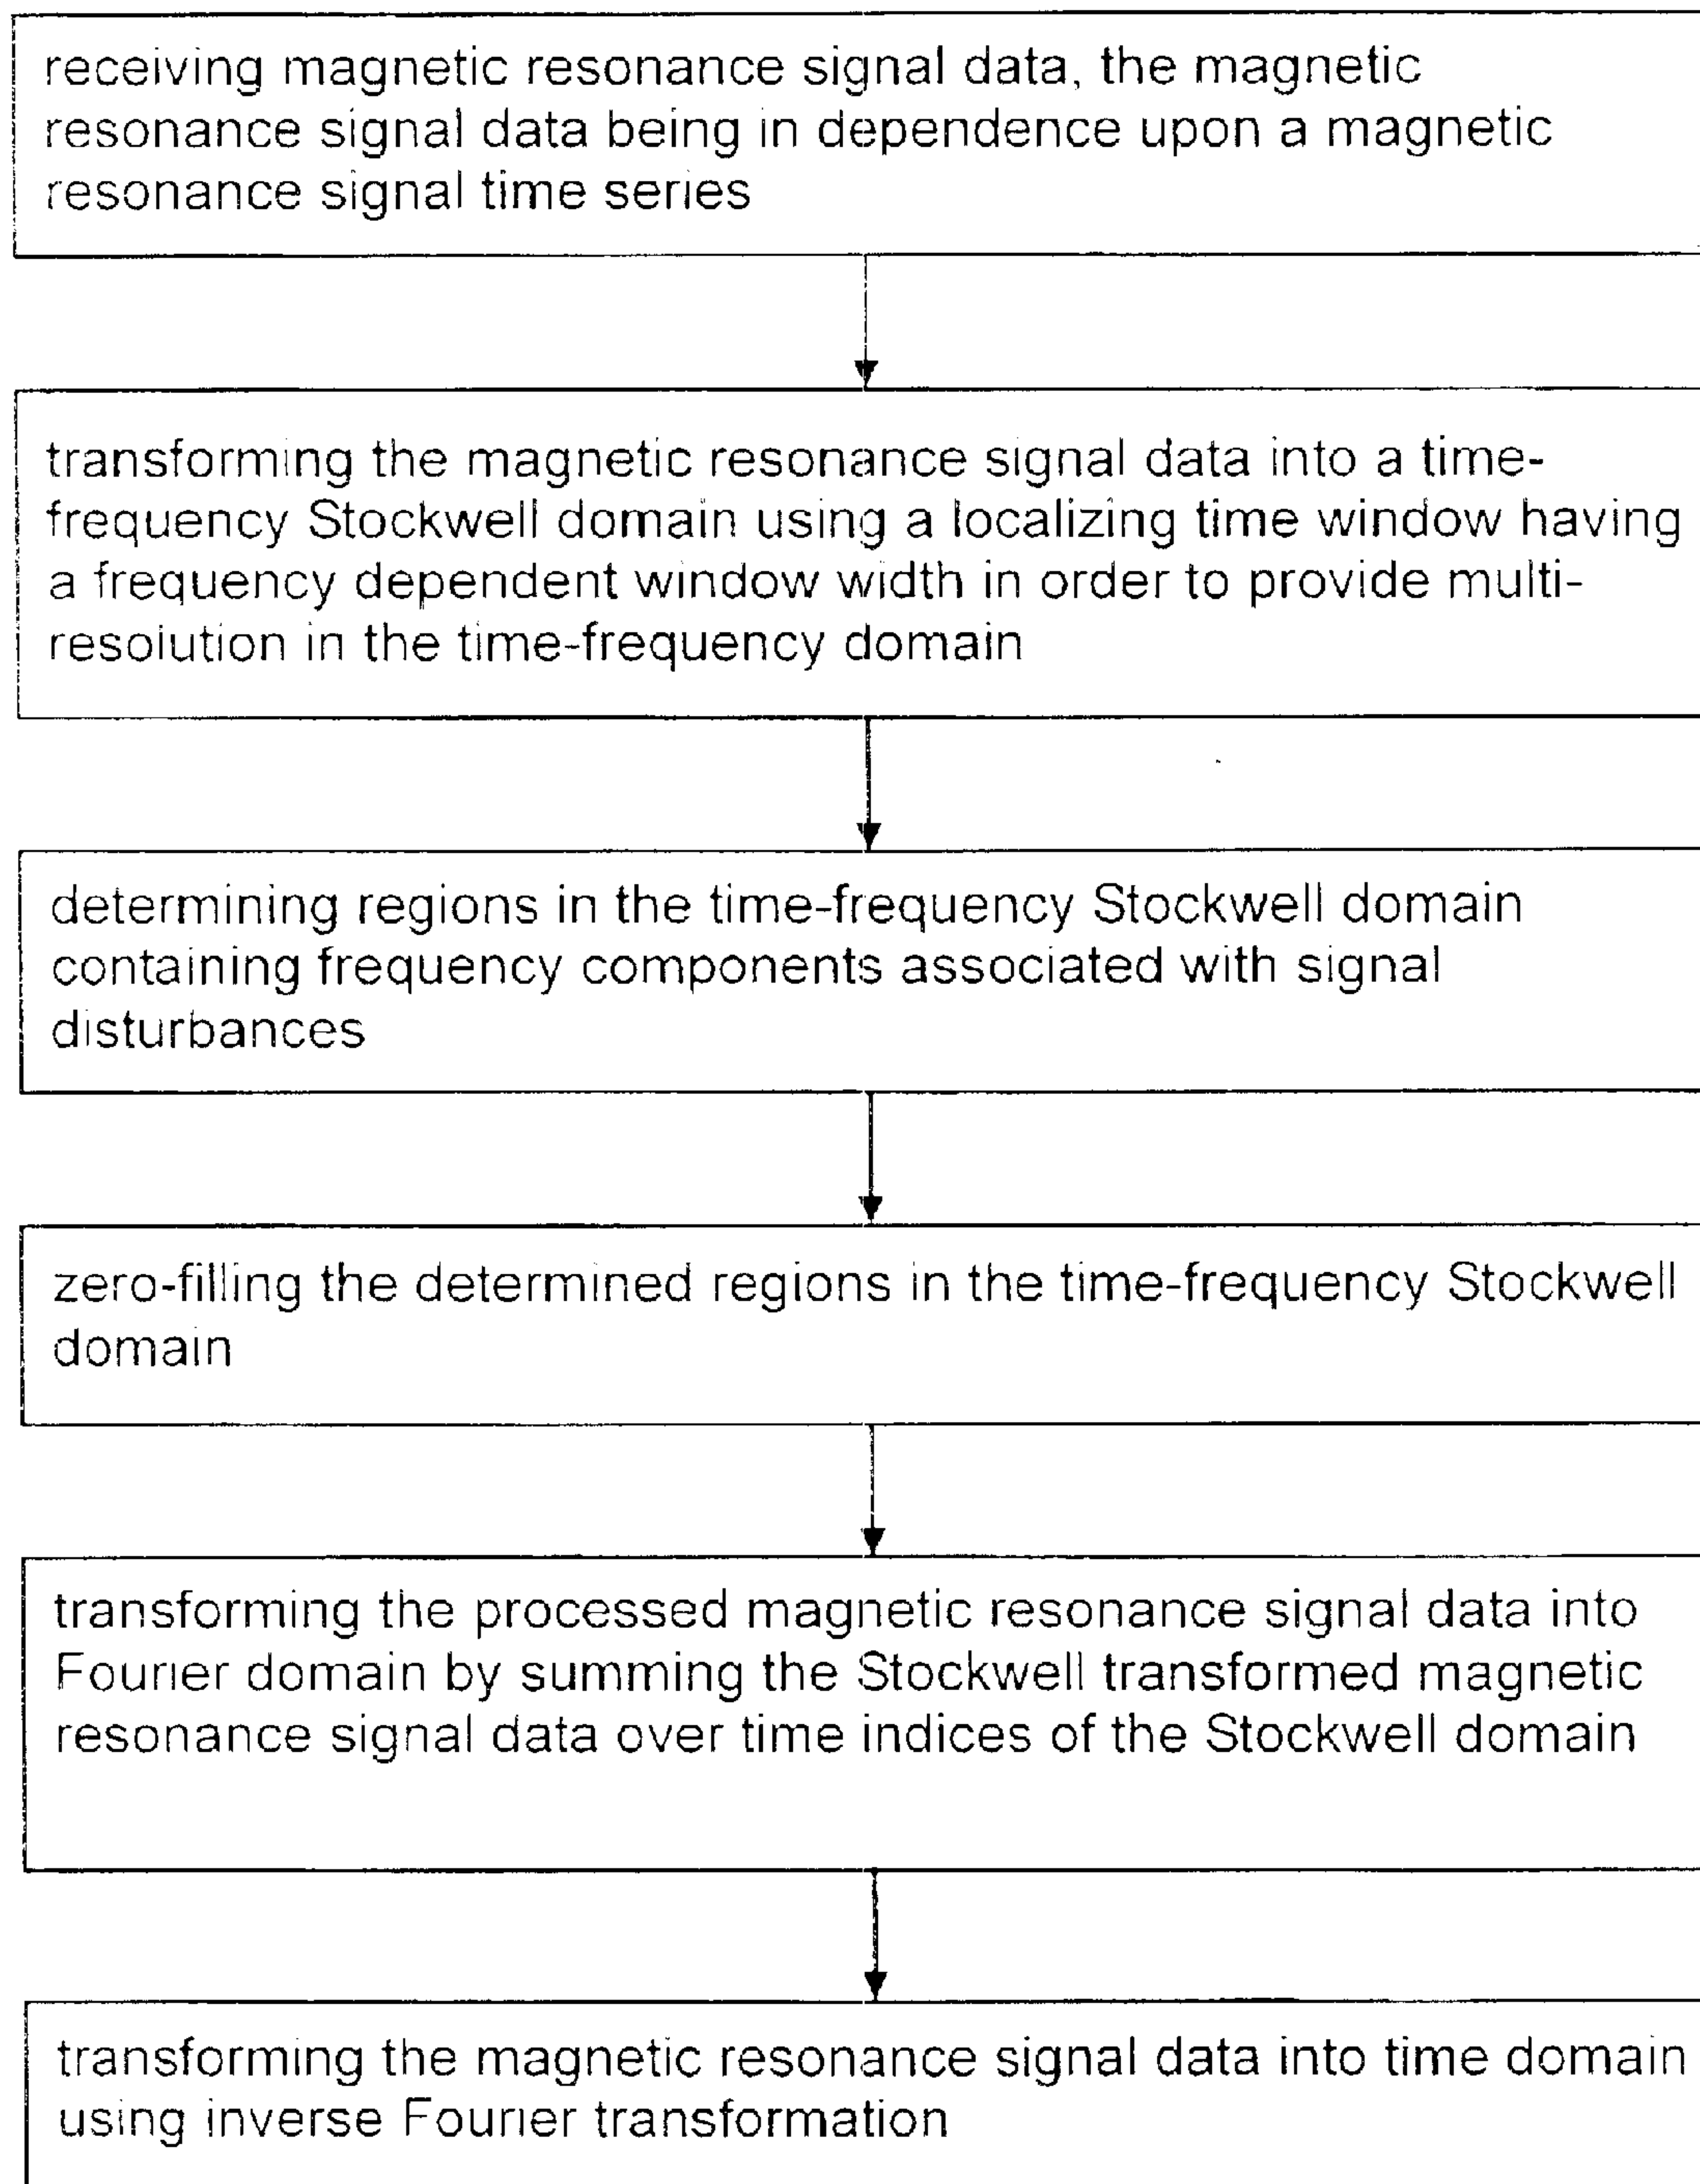 receiving magnetic resonance signal data, the magnetic
resonance signal data being in dependence upon a magnetic
resonance signal time series
transforming the magnetic resonance signal data into a time-
frequency Stockwell domain using a localizing time window having
a frequency dependent window width in order to provide multi-
resolution in the time-frequency domain
determining regions in the time-frequency Stockwell domain
containing frequency components associated with signal
disturbances
zero-filling the determined regions in the time-frequency Stockwell
domain
transforming the processed magnetic resonance signal data into
Fourier domain by summing the Stockwell transformed magnetic
resonance signal data over time indices of the Stockwell domain
transforming the magnetic resonance signal data into time domain
using inverse Fourier transformation